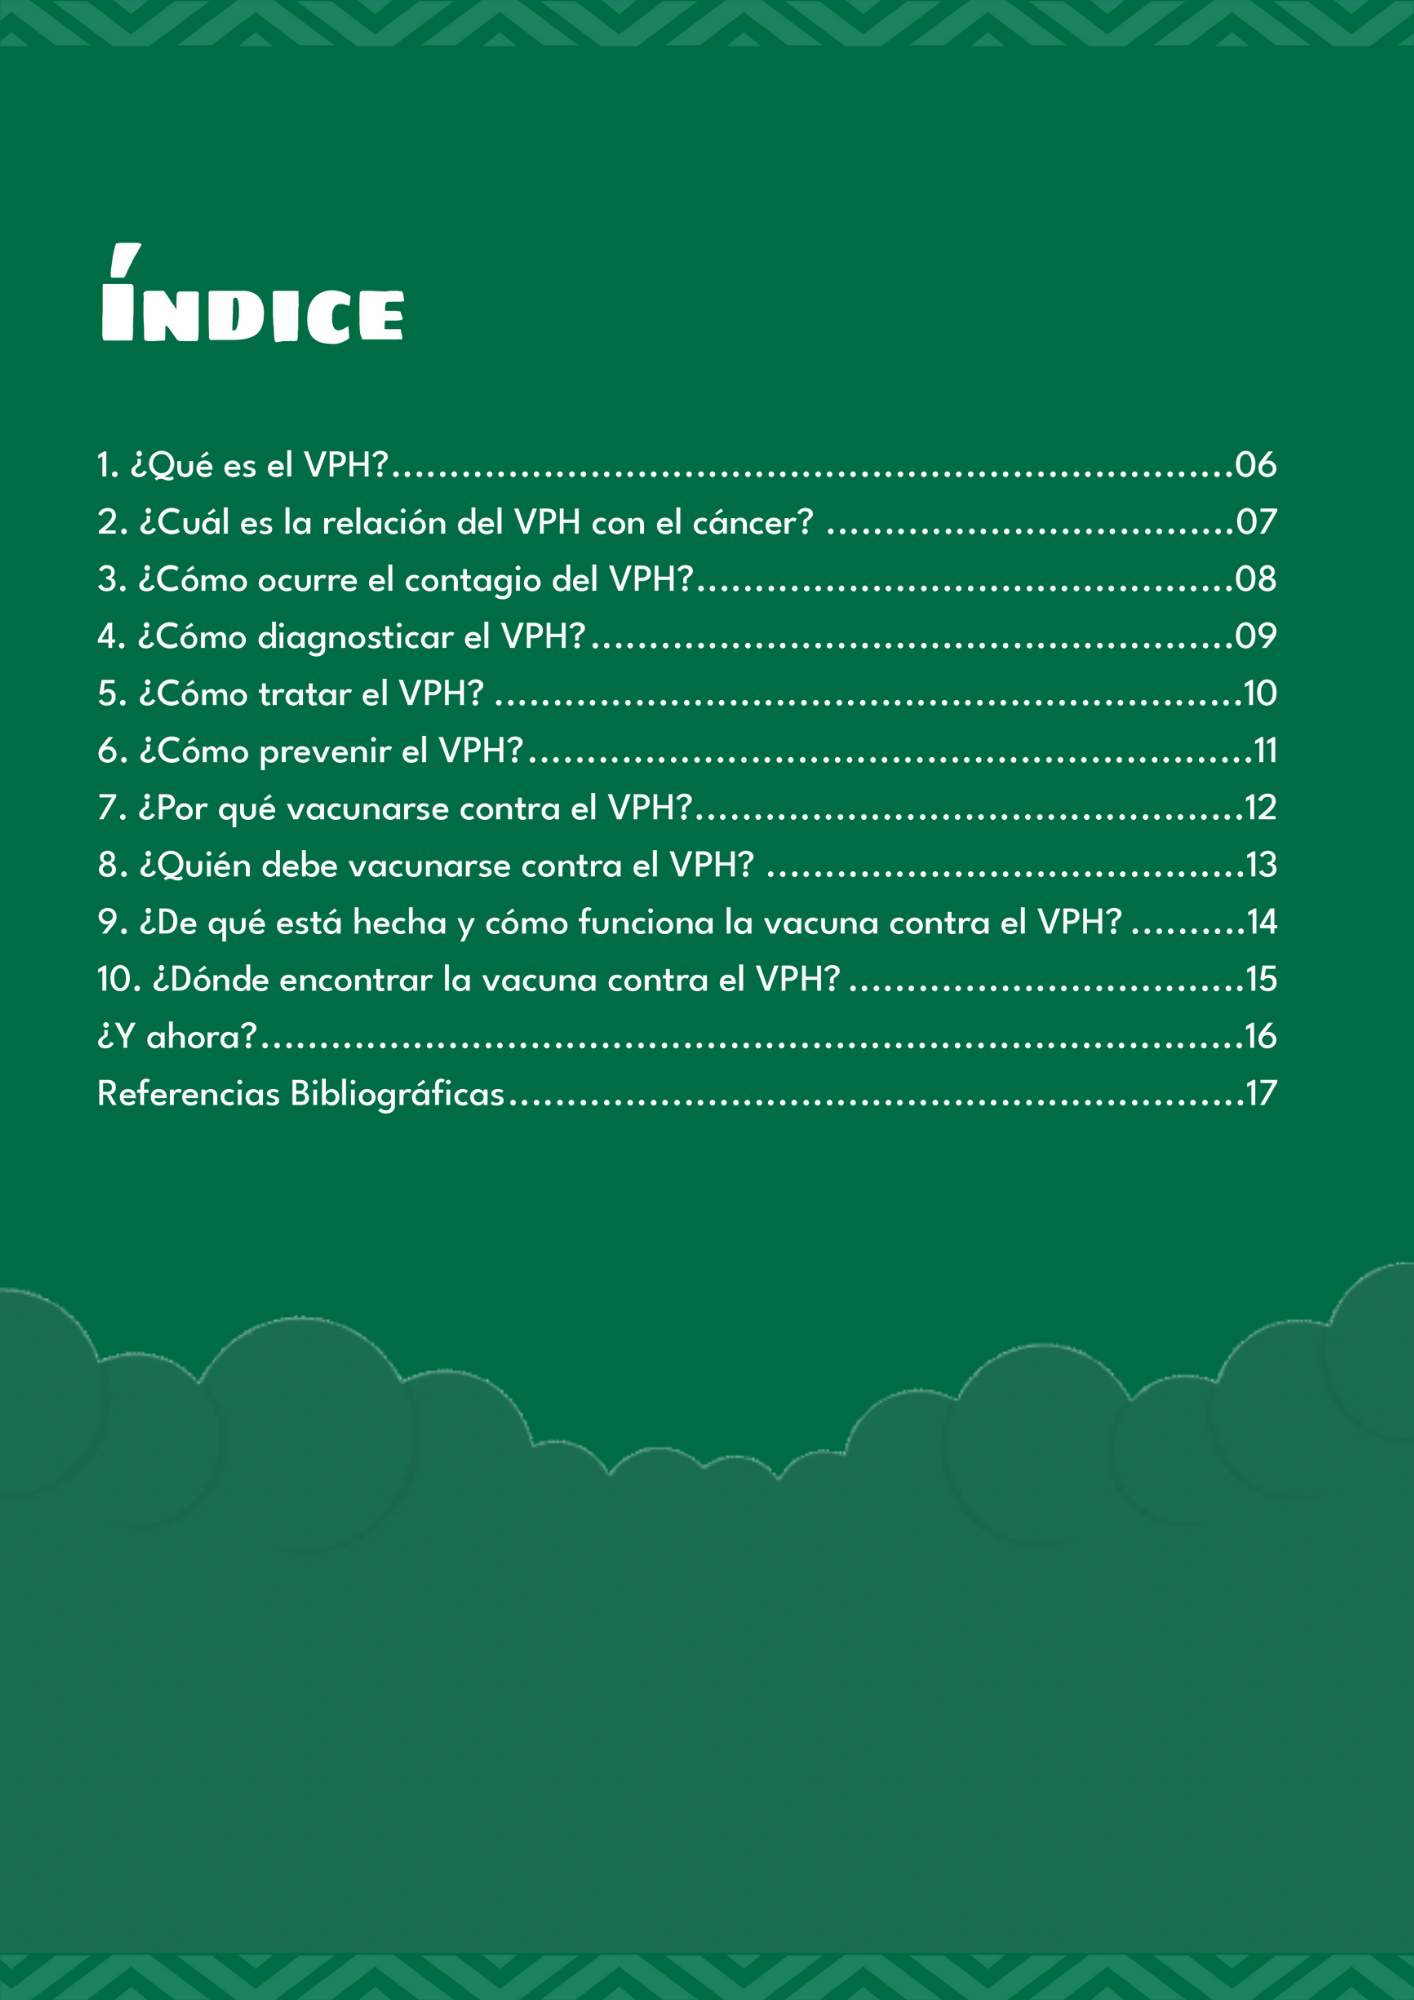 ÍNDICE
1. ¿Qué es el VPH?........................................................................06
2. ¿Cuál es la relación del VPH con el cáncer? ...................................07
3. ¿Cómo ocurre el contagio del VPH?..............................................08
4. ¿Cómo diagnosticar el VPH?.......................................................09
5. ¿Cómo tratar el VPH? ................................................................10
6. ¿Cómo prevenir el VPH?..............................................................11
7. ¿Por qué vacunarse contra el VPH?...............................................12
8. ¿Quién debe vacunarse contra el VPH? .........................................13
9. ¿De qué está hecha y cómo funciona la vacuna contra el VPH? ..........14
10. ¿Dónde encontrar la vacuna contra el VPH? ..................................15
¿Y ahora?....................................................................................16
Referencias Bibliográficas...............................................................17